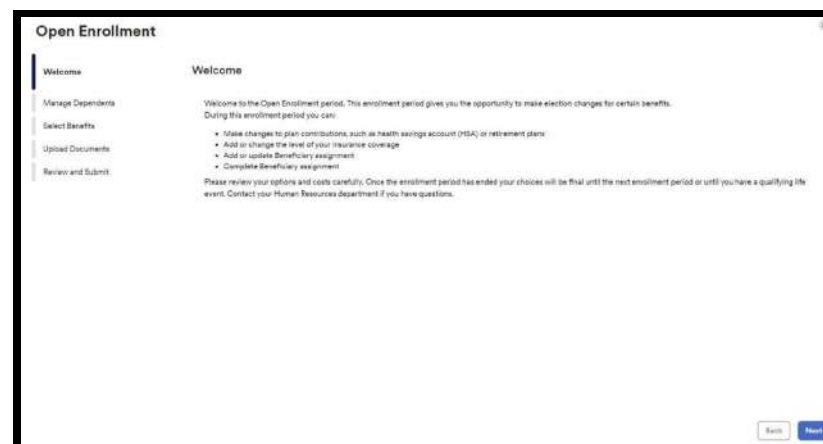 Open Enrollment
Welcome
Manage Dependents
Select Benefits
Upload Documents
Review and Submit
Welcome
Welcome to the Open Enrollment period. This enrollment period gives you the opportunity to make election changes for certain benefits.
During this enrollment period you can:
• Make changes to plan contributions, such as health savings account (HSA) or retirement plans
• Add or change the level of your insurance coverage
• Add or update Beneficiary assignment
• Complete Beneficiary assignment
Please review your options and costs carefully. Once the enrollment period has ended your choices will be final until the next enrollment period or until you have a qualifying life
event. Contact your Human Resources department if you have questions.
Back
Next